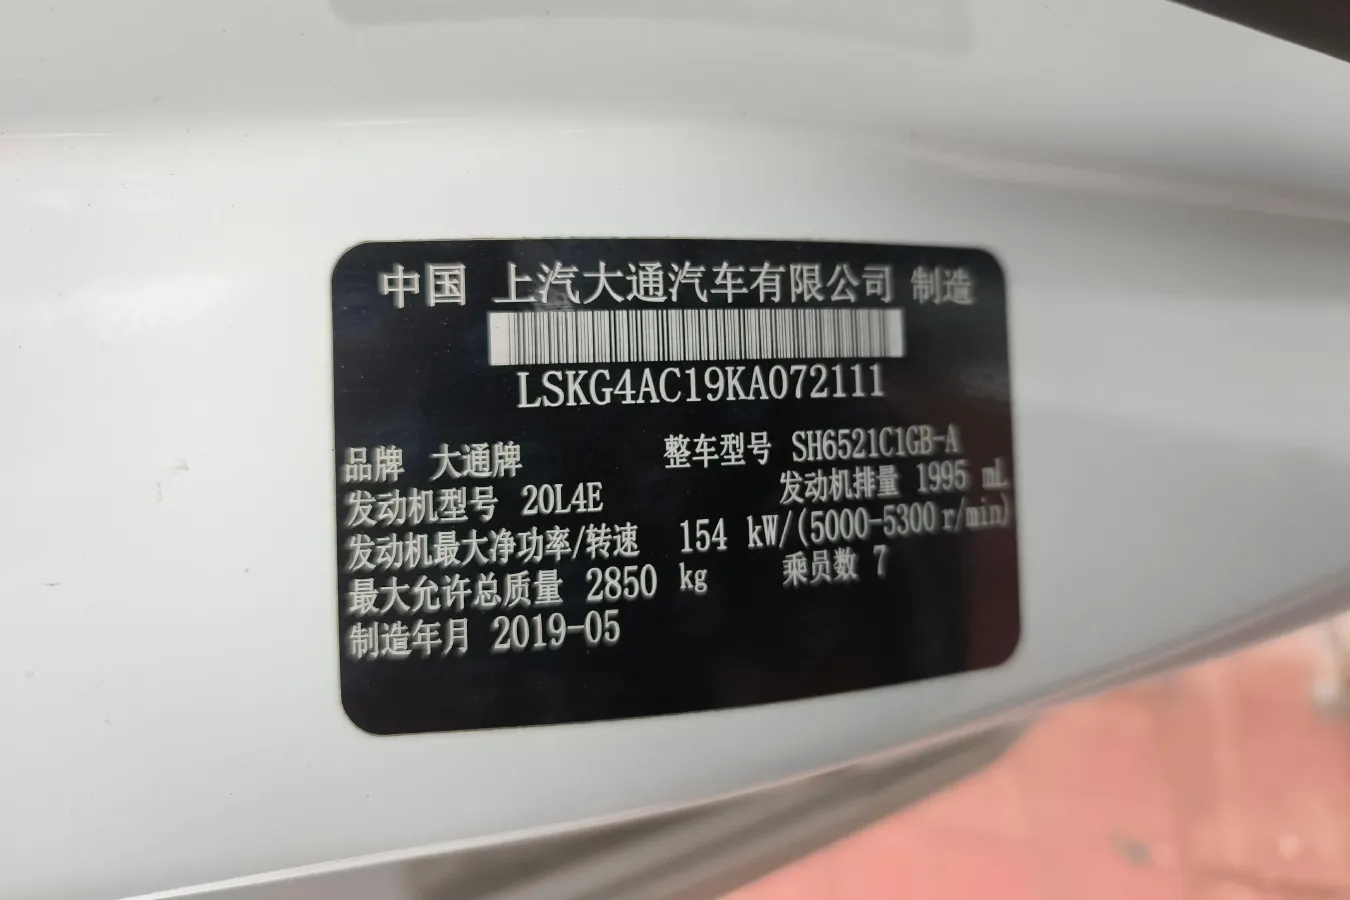 中国 上汽大通汽车有限公司 制造
LSKG4AC19KA072111
品牌 大通牌 整车型号 SH6521C1GB-A
发动机型号 20L4E 发动机排量 1995 mL
发动机最大净功率/转速 154 kW/(5000-5300r/min)
最大允许总质量 2850 kg 乘员数 7
制造年月 2019-05